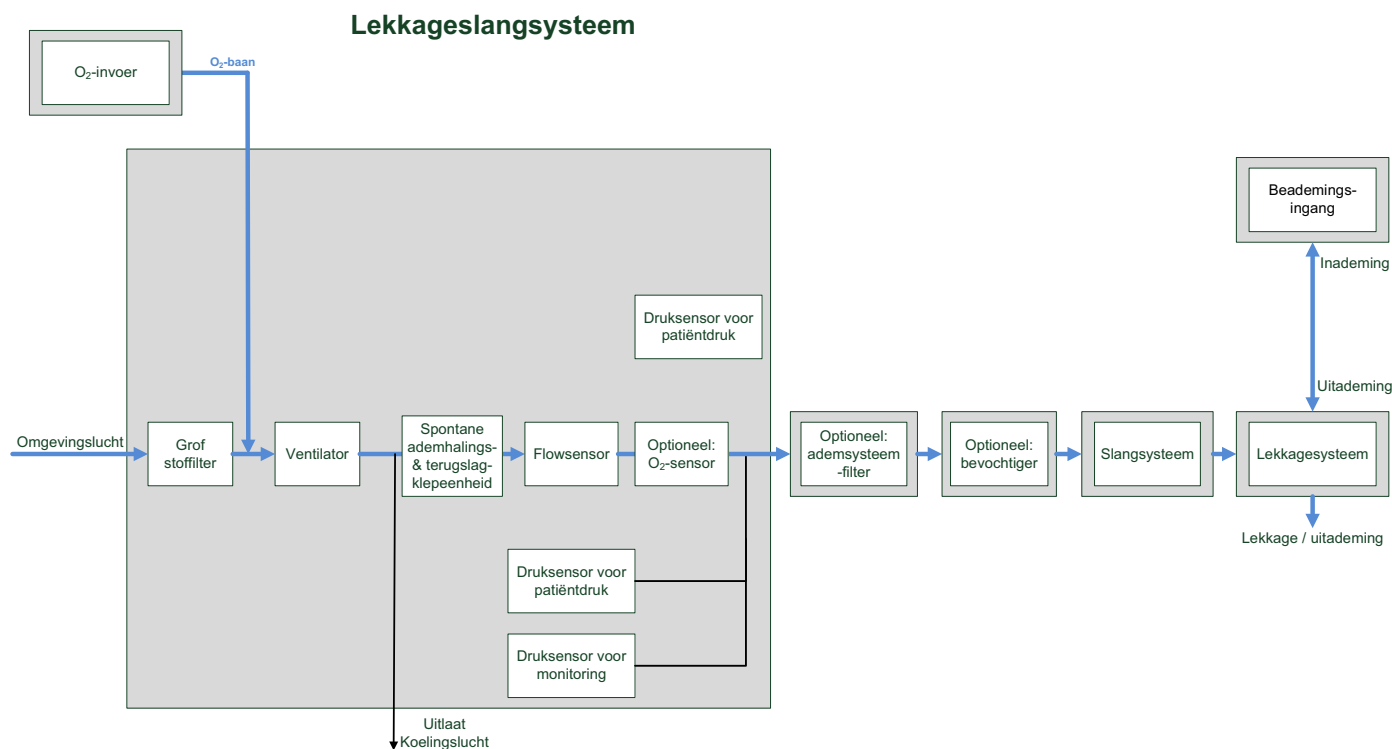 Lekkageslangsysteem
O₂-invoer
O₂-baan
Beademings-
ingang
Inademing
Druksensor voor
patiëntdruk
Uitademing
Omgevingslucht
Grof
stoffilter
Ventilator
Spontane
ademhalings-
& terugslag-
klepeenheid
Flowsensor
Optioneel:
O₂-sensor
Optioneel:
ademsysteem
-filter
Optioneel:
bevochtiger
Slangsysteem
Lekkagesysteem
Lekkage / uitademing
Druksensor voor
patiëntdruk
Druksensor voor
monitoring
Uitlaat
Koelingslucht